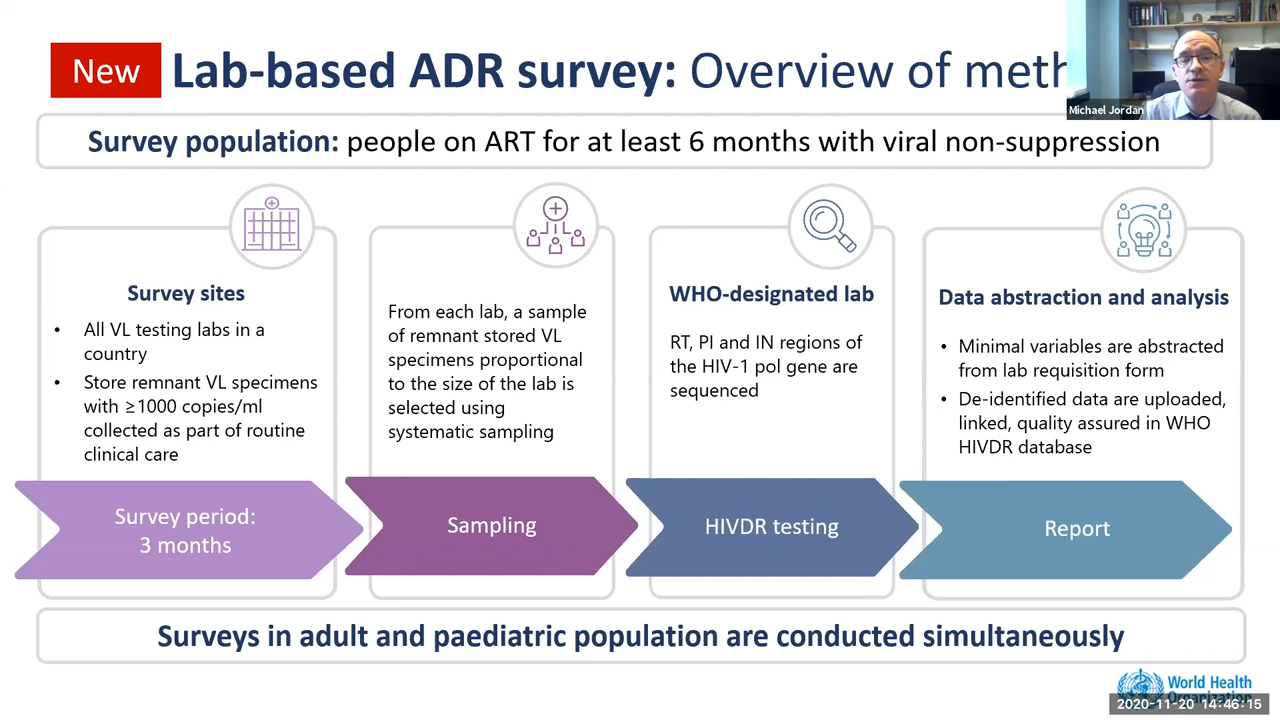 New
Lab-based ADR survey: Overview of meth
Michael Jordan
Survey population: people on ART for at least 6 months with viral non-suppression
Survey sites
• All VL testing labs in a
country
• Store remnant VL specimens
with ≥1000 copies/ml
collected as part of routine
clinical care
Survey period:
3 months
From each lab, a sample
of remnant stored VL
specimens proportional
to the size of the lab is
selected using
systematic sampling
Sampling
WHO-designated lab
RT, PI and IN regions of
the HIV-1 pol gene are
sequenced
HIVDR testing
Data abstraction and analysis
• Minimal variables are abstracted
from lab requisition form
• De-identified data are uploaded,
linked, quality assured in WHO
HIVDR database
Report
Surveys in adult and paediatric population are conducted simultaneously
World Health
Organization
2020-11-20 14:46:15